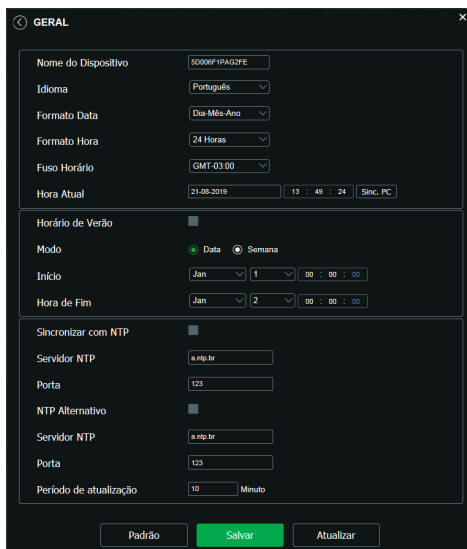 GERAL
Nome do Dispositivo 5D006F1PAG2FE
Idioma Português
Formato Data Dia-Mês-Ano
Formato Hora 24 Horas
Fuso Horário GMT-03:00
Hora Atual 21-08-2019 13 : 49 : 24 Sinc. PC
Horário de Verão
Modo Data Semana
Início Jan 1 00 : 00 : 00
Hora de Fim Jan 2 00 : 00 : 00
Sincronizar com NTP
Servidor NTP a.ntp.br
Porta 123
NTP Alternativo
Servidor NTP a.ntp.br
Porta 123
Período de atualização 10 Minuto
Padrão Salvar Atualizar